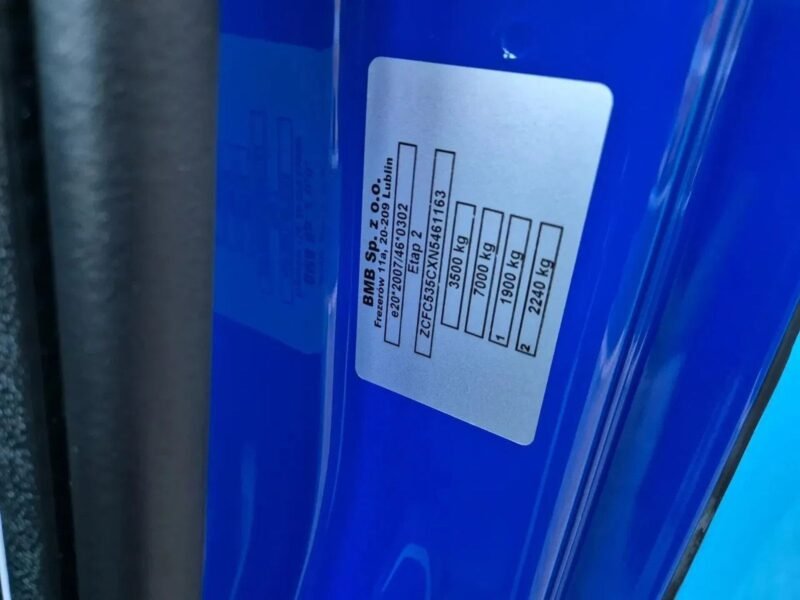 BMB Sp. z o.o.
Frezerów 11a, 20-209 Lublin
e20*2007/46*0302
Etap 2
ZCFC535CXN5461163
3500 kg
7000 kg
1 1900 kg
2 2240 kg